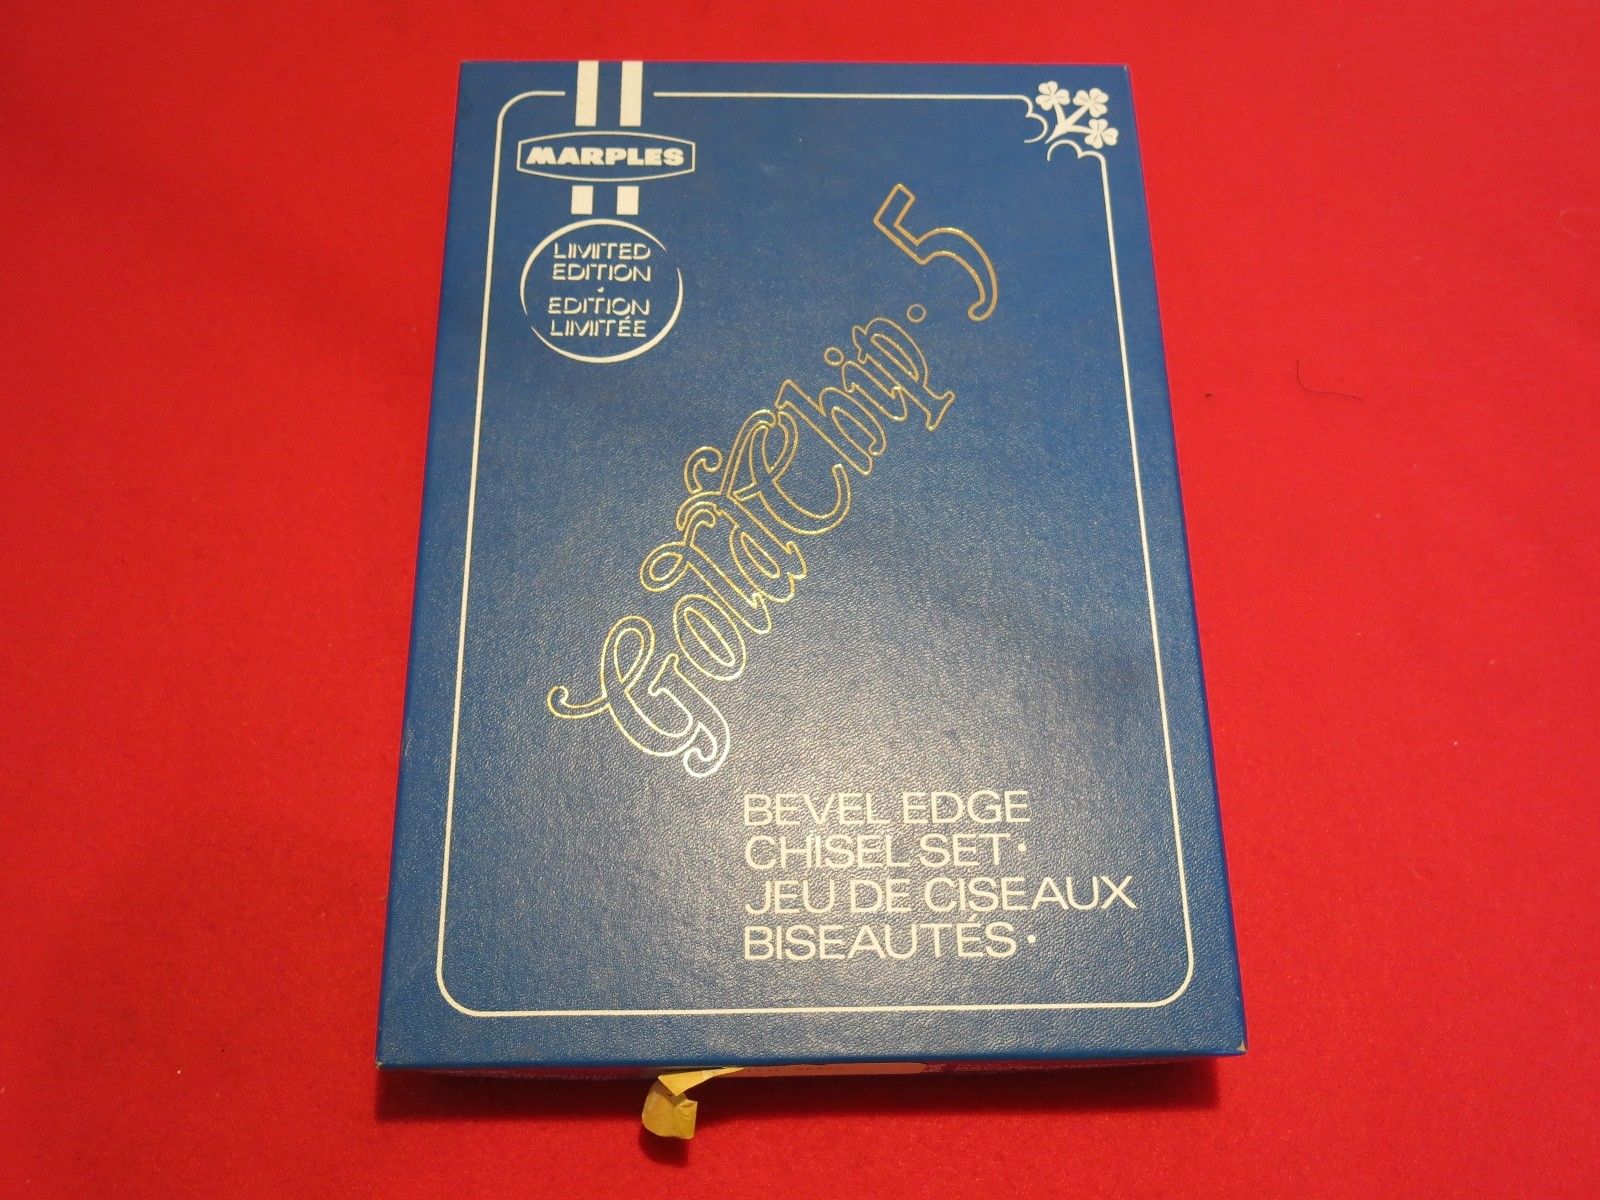 MARPLES
LIMITED
EDITION
•
EDITION
LIMITÉE
Gold Chip. 5
BEVEL EDGE
CHISEL SET •
JEU DE CISEAUX
BISEAUTÉS •